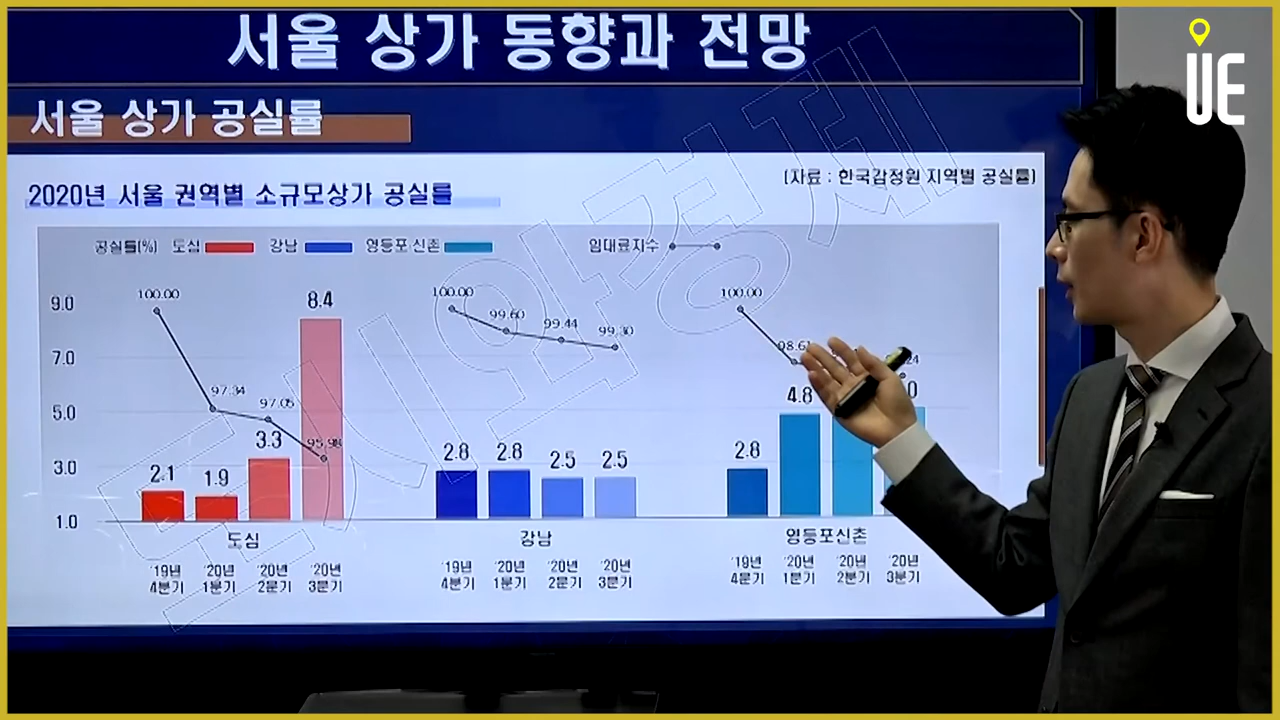 UE
서울 상가 동향과 전망
서울 상가 공실률
(자료 : 한국감정원 지역별 공실률)
2020년 서울 권역별 소규모상가 공실률
공실률(%) 도심 강남 영등포 신촌 임대료지수
9.0
7.0
5.0
3.0
1.0
100.00
97.34
97.05
95.98
2.1
1.9
3.3
8.4
도심
'19년 4분기
'20년 1분기
'20년 2분기
'20년 3분기
100.00
99.60
99.44
99.30
2.8
2.8
2.5
2.5
강남
'19년 4분기
'20년 1분기
'20년 2분기
'20년 3분기
100.00
2.8
4.8
영등포신촌
'19년 4분기
'20년 1분기
'20년 2분기
'20년 3분기
도시와경제